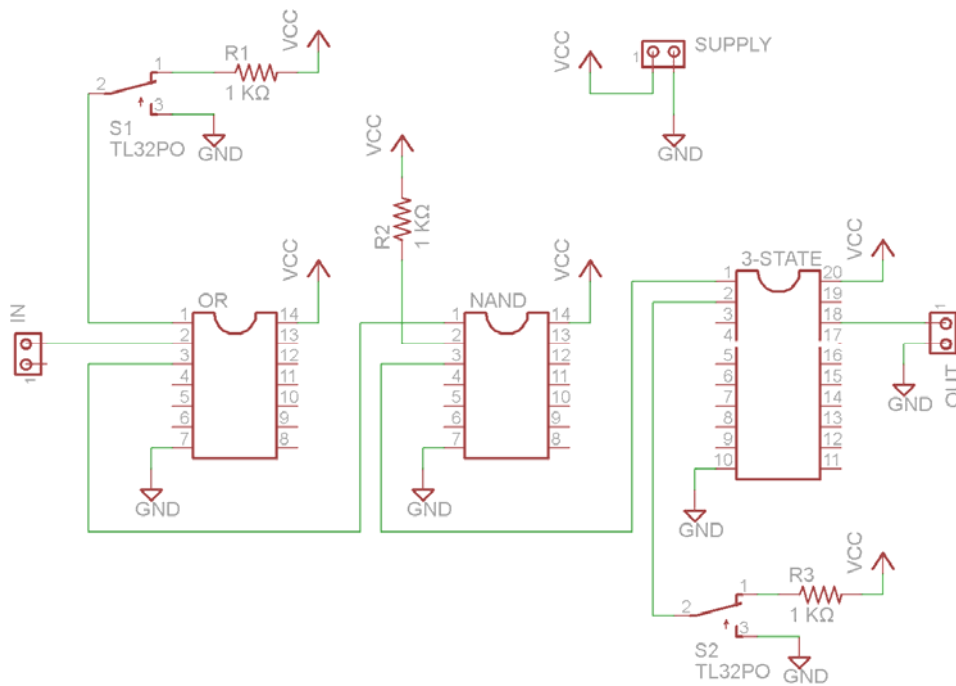 VCC
R1
1
2
1 KΩ
3
S1
TL32PO
GND
VCC
1
SUPPLY
GND
VCC
R2
1 KΩ
IN
1
OR
VCC
1
2
3
4
5
6
7
14
13
12
11
10
9
8
GND
NAND
VCC
1
2
3
4
5
6
7
14
13
12
11
10
9
8
GND
3-STATE
VCC
1
2
3
4
5
6
7
8
9
10
20
19
18
17
16
15
14
13
12
11
GND
1
OUT
GND
VCC
R3
1
2
1 KΩ
3
S2
TL32PO
GND